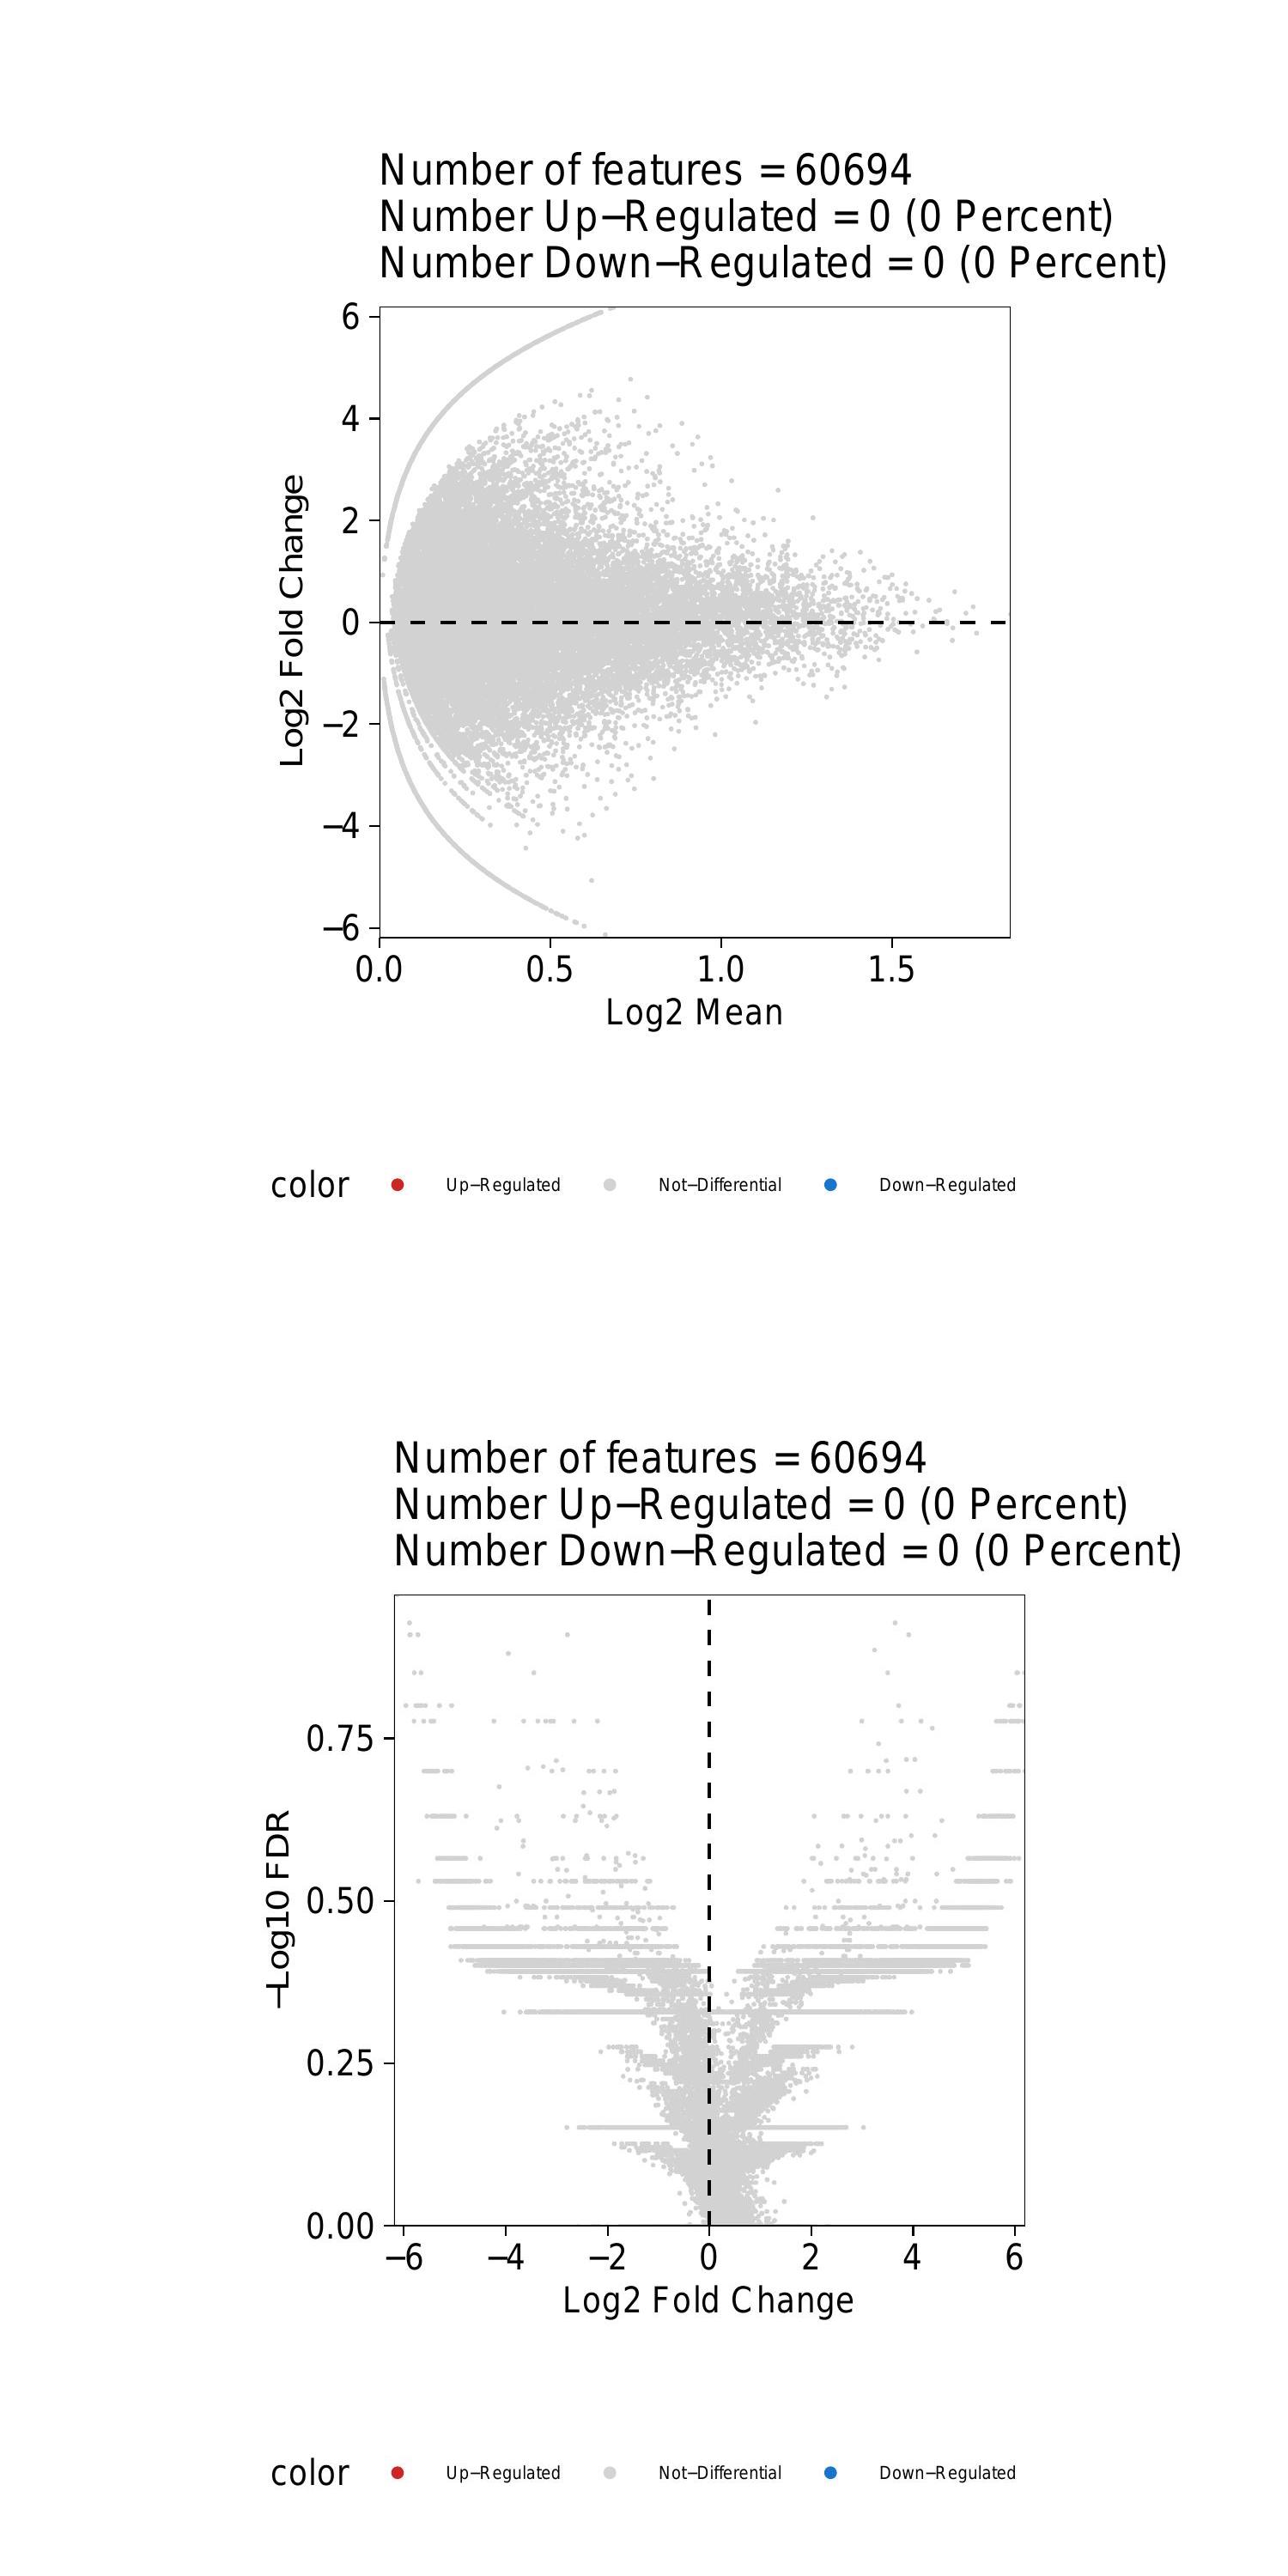 Number of features = 60694
Number Up−Regulated = 0 (0 Percent)
Number Down−Regulated = 0 (0 Percent)
6
4
2
0
−2
−4
−6
Log2 Fold Change
0.0 0.5 1.0 1.5
Log2 Mean
color Up−Regulated Not−Differential Down−Regulated
Number of features = 60694
Number Up−Regulated = 0 (0 Percent)
Number Down−Regulated = 0 (0 Percent)
0.75
0.50
0.25
0.00
−Log10 FDR
−6 −4 −2 0 2 4 6
Log2 Fold Change
color Up−Regulated Not−Differential Down−Regulated